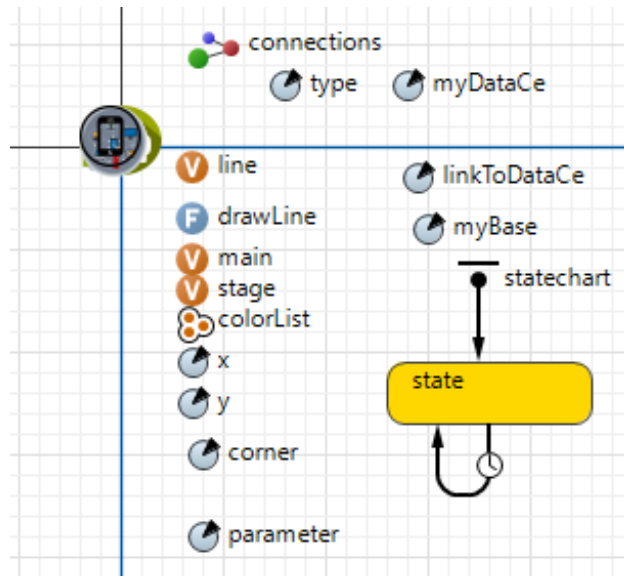 connections
type myDataCe
V line
linkToDataCe
F drawLine
myBase
V main
statechart
V stage
colorList
x
state
y
corner
parameter